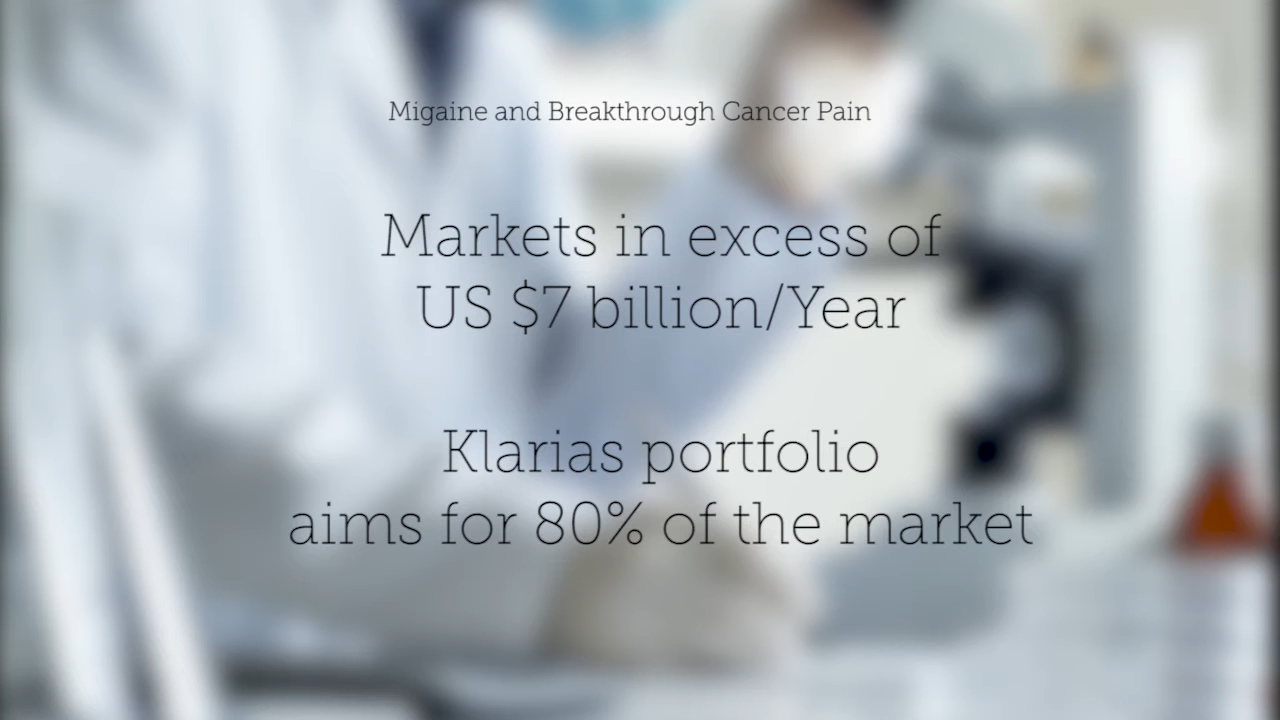 Migaine and Breakthrough Cancer Pain
Markets in excess of
US $7 billion/Year
Klarias portfolio
aims for 80% of the market